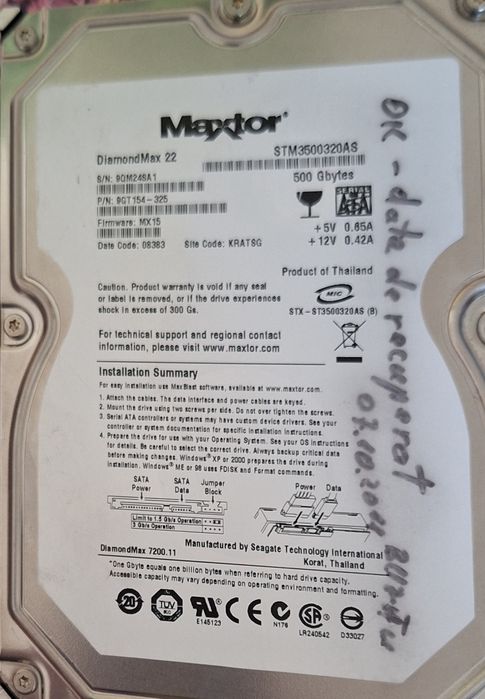 Maxtor
DiamondMax 22
STM3500320AS
S/N: 9QM248A1
500 Gbytes
P/N: 9GT154-325
SERIAL
ATA
Firmware: MX15
+5V 0.65A
+12V 0.42A
Date Code: 08383 Site Code: KRATSG
Product of Thailand
Caution. Product warranty is void if any seal
or label is removed, or if the drive experiences
shock in excess of 300 Gs.
MIC
STX - ST3500320AS (B)
For technical support and regional contact
information, please visit www.maxtor.com
Installation Summary
For easy installation use MaxBlast software, available at www.maxtor.com.
1. Attach the cables. The data interface and power cables are keyed.
2. Mount the drive using two screws per side. Do not over tighten the screws.
3. Serial ATA controllers or systems may have custom device drivers. See your
controller or system documentation for specific installation instructions.
4. Prepare the drive for use with your Operating System. See your OS instructions
for details. Be careful to select the correct drive. Always backup critical data
before making changes. Windows® XP or 2000 prepares the drive during
installation. Windows® ME or 98 uses FDISK and Format commands.
SATA
Power
SATA
Data
Jumper
Block
Power Data
Limit to 1.5 Gb/s Operation
3 Gb/s Operation
Manufactured by Seagate Technology International
Korat, Thailand
DiamondMax 7200.11
*One Gbyte equals one billion bytes when referring to hard drive capacity.
Accessible capacity may vary depending on operating environment and formatting.
20
TUV
E145123
N176
LR240542
D33027
OK - data de recuperat